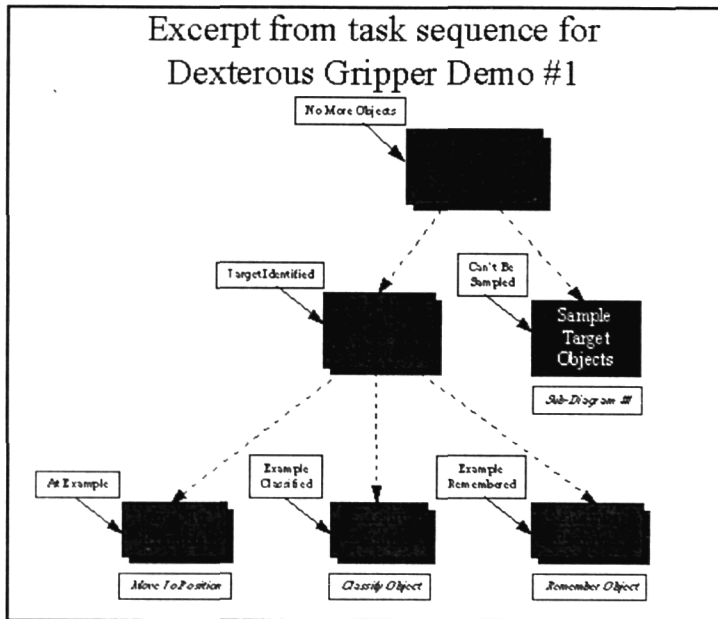 Excerpt from task sequence for
Dexterous Gripper Demo #1
No More Objects
Target Identified
Can't Be
Sampled
Sample
Target
Objects
Sub-Diagram III
At Example
Example
Classified
Example
Remembered
Move To Position
Classify Object
Remember Object